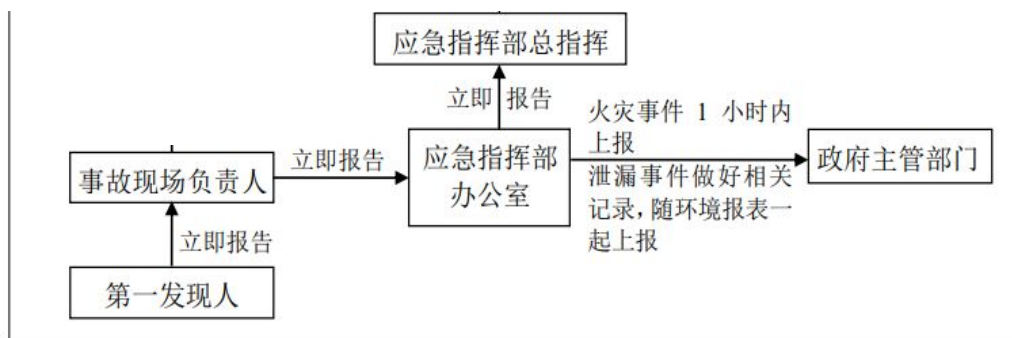 应急指挥部总指挥
立即 报告
火灾事件 1 小时内
上报
应急指挥部
办公室
政府主管部门
立即报告
事故现场负责人
泄漏事件做好相关
记录,随环境报表一
起上报
立即报告
第一发现人